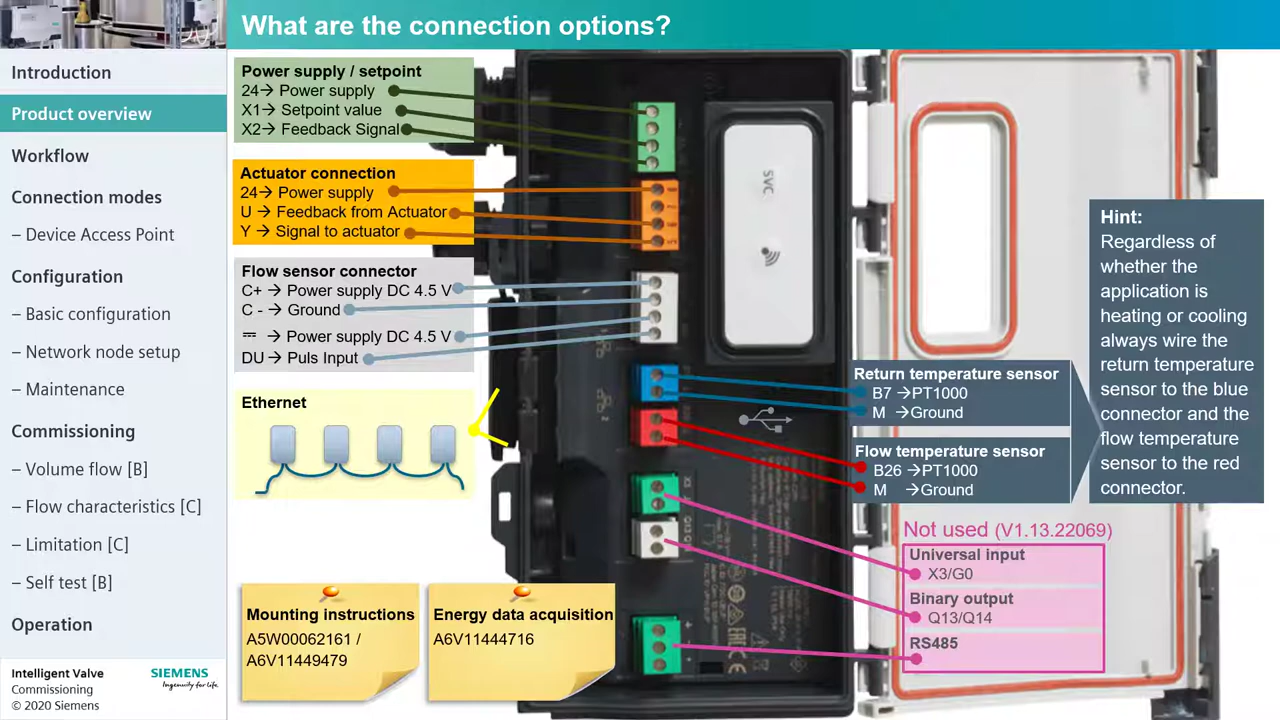 What are the connection options?
Introduction
Product overview
Workflow
Connection modes
– Device Access Point
Configuration
– Basic configuration
– Network node setup
– Maintenance
Commissioning
– Volume flow [B]
– Flow characteristics [C]
– Limitation [C]
– Self test [B]
Operation
Intelligent Valve
Commissioning
© 2020 Siemens
SIEMENS
Ingenuity for life
Power supply / setpoint
24→ Power supply
X1→ Setpoint value
X2→ Feedback Signal
Actuator connection
24→ Power supply
U → Feedback from Actuator
Y → Signal to actuator
Flow sensor connector
C+ → Power supply DC 4.5 V
C - → Ground
⎓ → Power supply DC 4.5 V
DU → Puls Input
Ethernet
Mounting instructions
A5W00062161 /
A6V11449479
Energy data acquisition
A6V11444716
SVC
Return temperature sensor
B7 →PT1000
M →Ground
Flow temperature sensor
B26 →PT1000
M →Ground
Hint:
Regardless of
whether the
application is
heating or cooling
always wire the
return temperature
sensor to the blue
connector and the
flow temperature
sensor to the red
connector.
Not used (V1.13.22069)
Universal input
X3/G0
Binary output
Q13/Q14
RS485